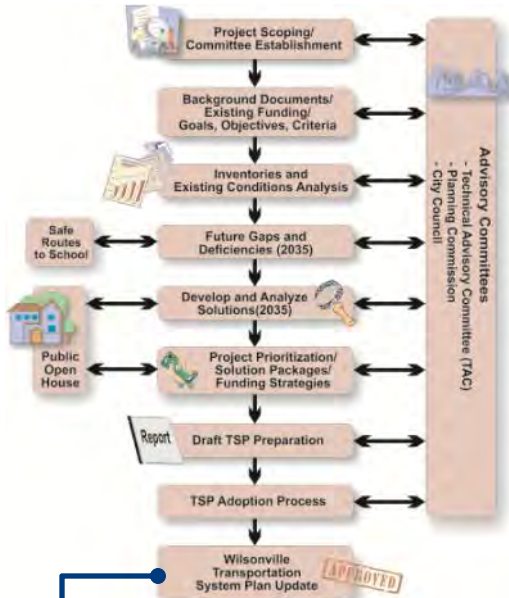 Project Scoping/
Committee Establishment
Background Documents/
Existing Funding/
Goals, Objectives, Criteria
Inventories and
Existing Conditions Analysis
Safe
Routes
to School
Future Gaps and
Deficiencies (2035)
Develop and Analyze
Solutions(2035)
Public
Open
House
Project Prioritization/
Solution Packages/
Funding Strategies
Report
Draft TSP Preparation
TSP Adoption Process
Wilsonville
Transportation
System Plan Update
APPROVED
Advisory Committees
- Technical Advisory Committee (TAC)
- Planning Commission
- City Council